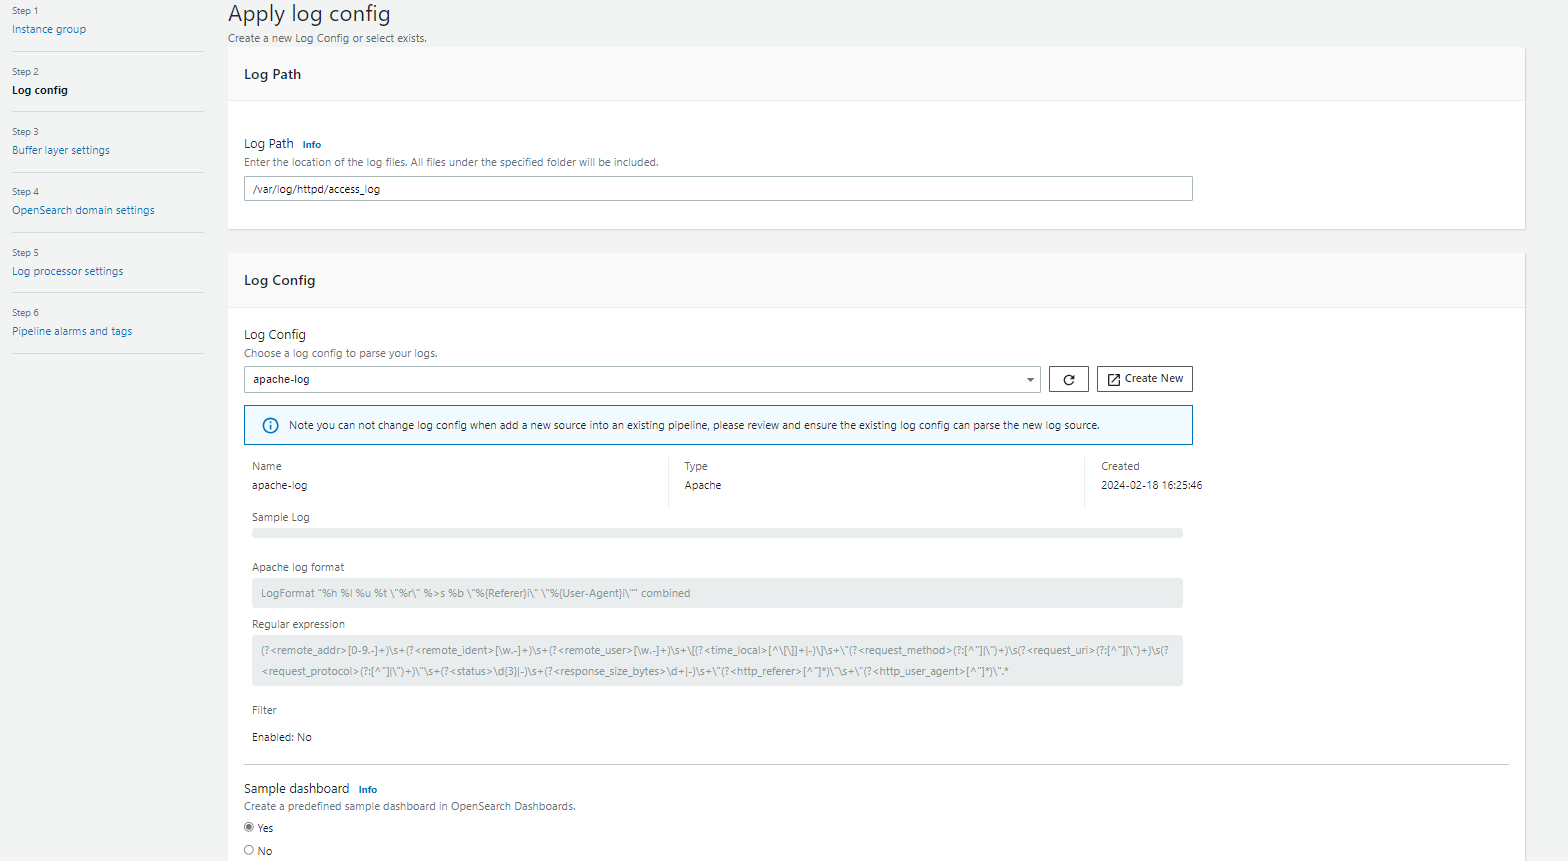 Step 1
Instance group
Step 2
Log config
Step 3
Buffer layer settings
Step 4
OpenSearch domain settings
Step 5
Log processor settings
Step 6
Pipeline alarms and tags
Apply log config
Create a new Log Config or select exists.
Log Path
Log Path Info
Enter the location of the log files. All files under the specified folder will be included.
/var/log/httpd/access_log
Log Config
Log Config
Choose a log config to parse your logs.
apache-log
Create New
Note you can not change log config when add a new source into an existing pipeline, please review and ensure the existing log config can parse the new log source.
Name Type Created
apache-log Apache 2024-02-18 16:25:46
Sample Log
Apache log format
LogFormat "%h %l %u %t \"%r\" %>s %b \"%{Referer}i\" \"%{User-Agent}i\"" combined
Regular expression
(?<remote_addr>[0-9.-]+)\s+(?<remote_ident>[\w.-]+)\s+(?<remote_user>[\w.-]+)\s+\[(?<time_local>[^\[\]]+|-)\]\s+\"(?<request_method>(?:[^"]|\")+)\s(?<request_uri>(?:[^"]|\")+)\s(?
<request_protocol>(?:[^"]|\")+)\"\s+(?<status>\d{3}|-)\s+(?<response_size_bytes>\d+|-)\s+\"(?<http_referer>[^"]*)\"\s+\"(?<http_user_agent>[^"]*)\".*
Filter
Enabled: No
Sample dashboard Info
Create a predefined sample dashboard in OpenSearch Dashboards.
Yes
No